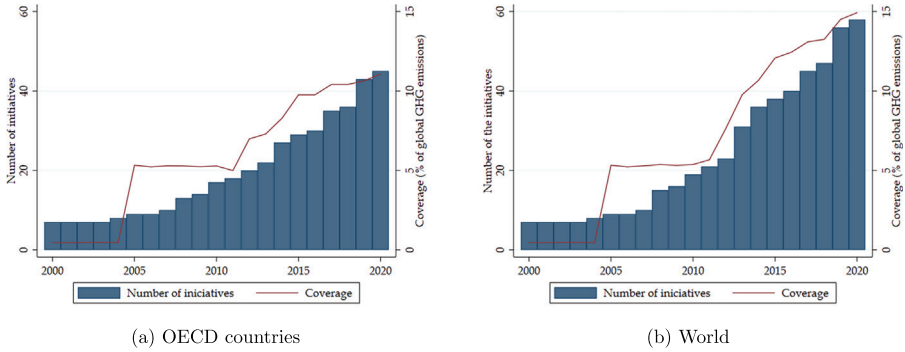 60
40
20
0
Number of initiatives
15
10
5
0
Coverage (% of global GHG emissions)
2000
2005
2010
2015
2020
Number of iniciatives
Coverage
(a) OECD countries
60
40
20
0
Number of the initiatives
15
10
5
0
Coverage (% of global GHG emissions)
2000
2005
2010
2015
2020
Number of iniciatives
Coverage
(b) World